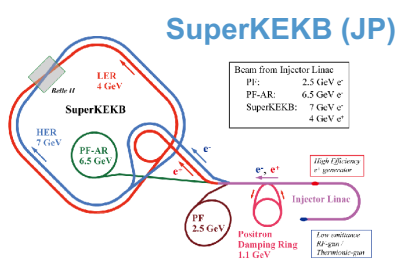 SuperKEKB (JP)
LER
4 GeV
Belle II
SuperKEKB
HER
7 GeV
PF-AR
6.5 GeV
Beam from Injector Linac
PF: 2.5 GeV e-
PF-AR: 6.5 GeV e-
SuperKEKB: 7 GeV e-
4 GeV e+
e-
e+
e-, e+
High Efficiency
e+ generator
Injector Linac
PF
2.5 GeV
Positron
Damping Ring
1.1 GeV
Low emittance
RF-gun /
Thermionic-gun